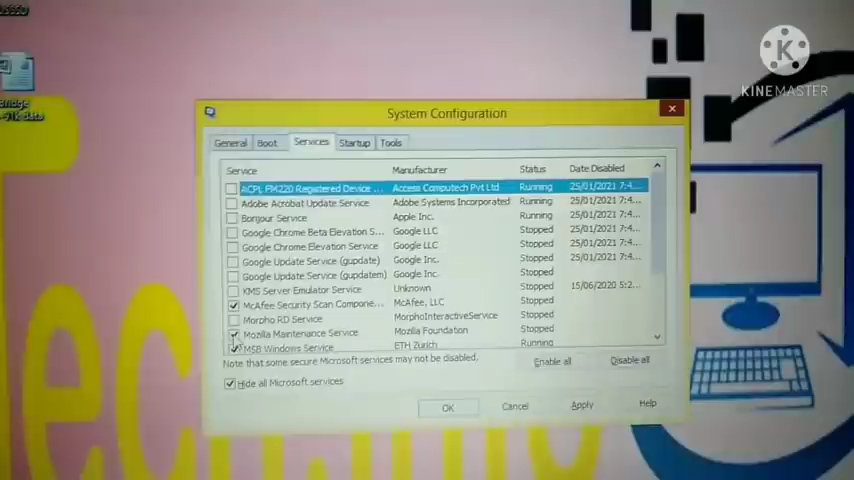 KINEMASTER
Bridge
System Configuration
General Boot Services Startup Tools
Service Manufacturer Status Date Disabled
ACPL FM220 Registered Device ... Access Computech Pvt Ltd Running 25/01/2021 7:4...
Adobe Acrobat Update Service Adobe Systems Incorporated Running 25/01/2021 7:4...
Bonjour Service Apple Inc. Running 25/01/2021 7:4...
Google Chrome Beta Elevation S... Google LLC Stopped 25/01/2021 7:4...
Google Chrome Elevation Service Google LLC Stopped 25/01/2021 7:4...
Google Update Service (gupdate) Google Inc. Stopped 25/01/2021 7:4...
Google Update Service (gupdatem) Google Inc. Stopped
KMS Server Emulator Service Unknown Stopped 15/06/2020 5:2...
McAfee Security Scan Compone... McAfee, LLC Stopped
Morpho RD Service MorphoInteractiveService Stopped
Mozilla Maintenance Service Mozilla Foundation Stopped
MSB Windows Service ETH Zurich Running
Note that some secure Microsoft services may not be disabled.
Enable all Disable all
Hide all Microsoft services
OK Cancel Apply Help